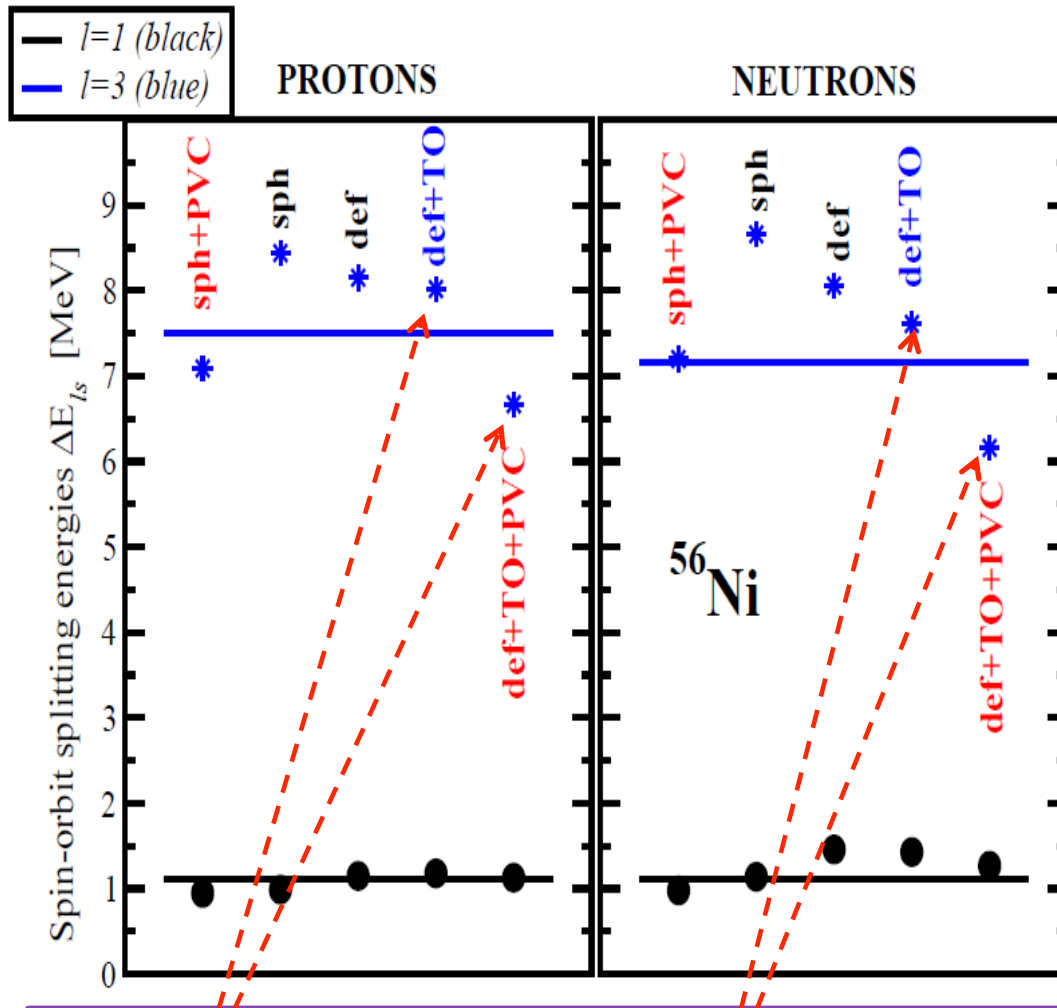 l=1 (black)
l=3 (blue)
PROTONS
NEUTRONS
Spin-orbit splitting energies ΔE_ls [MeV]
9
8
7
6
5
4
3
2
1
0
sph+PVC
sph
def
def+TO
def+TO+PVC
sph+PVC
sph
def
def+TO
def+TO+PVC
⁵⁶Ni